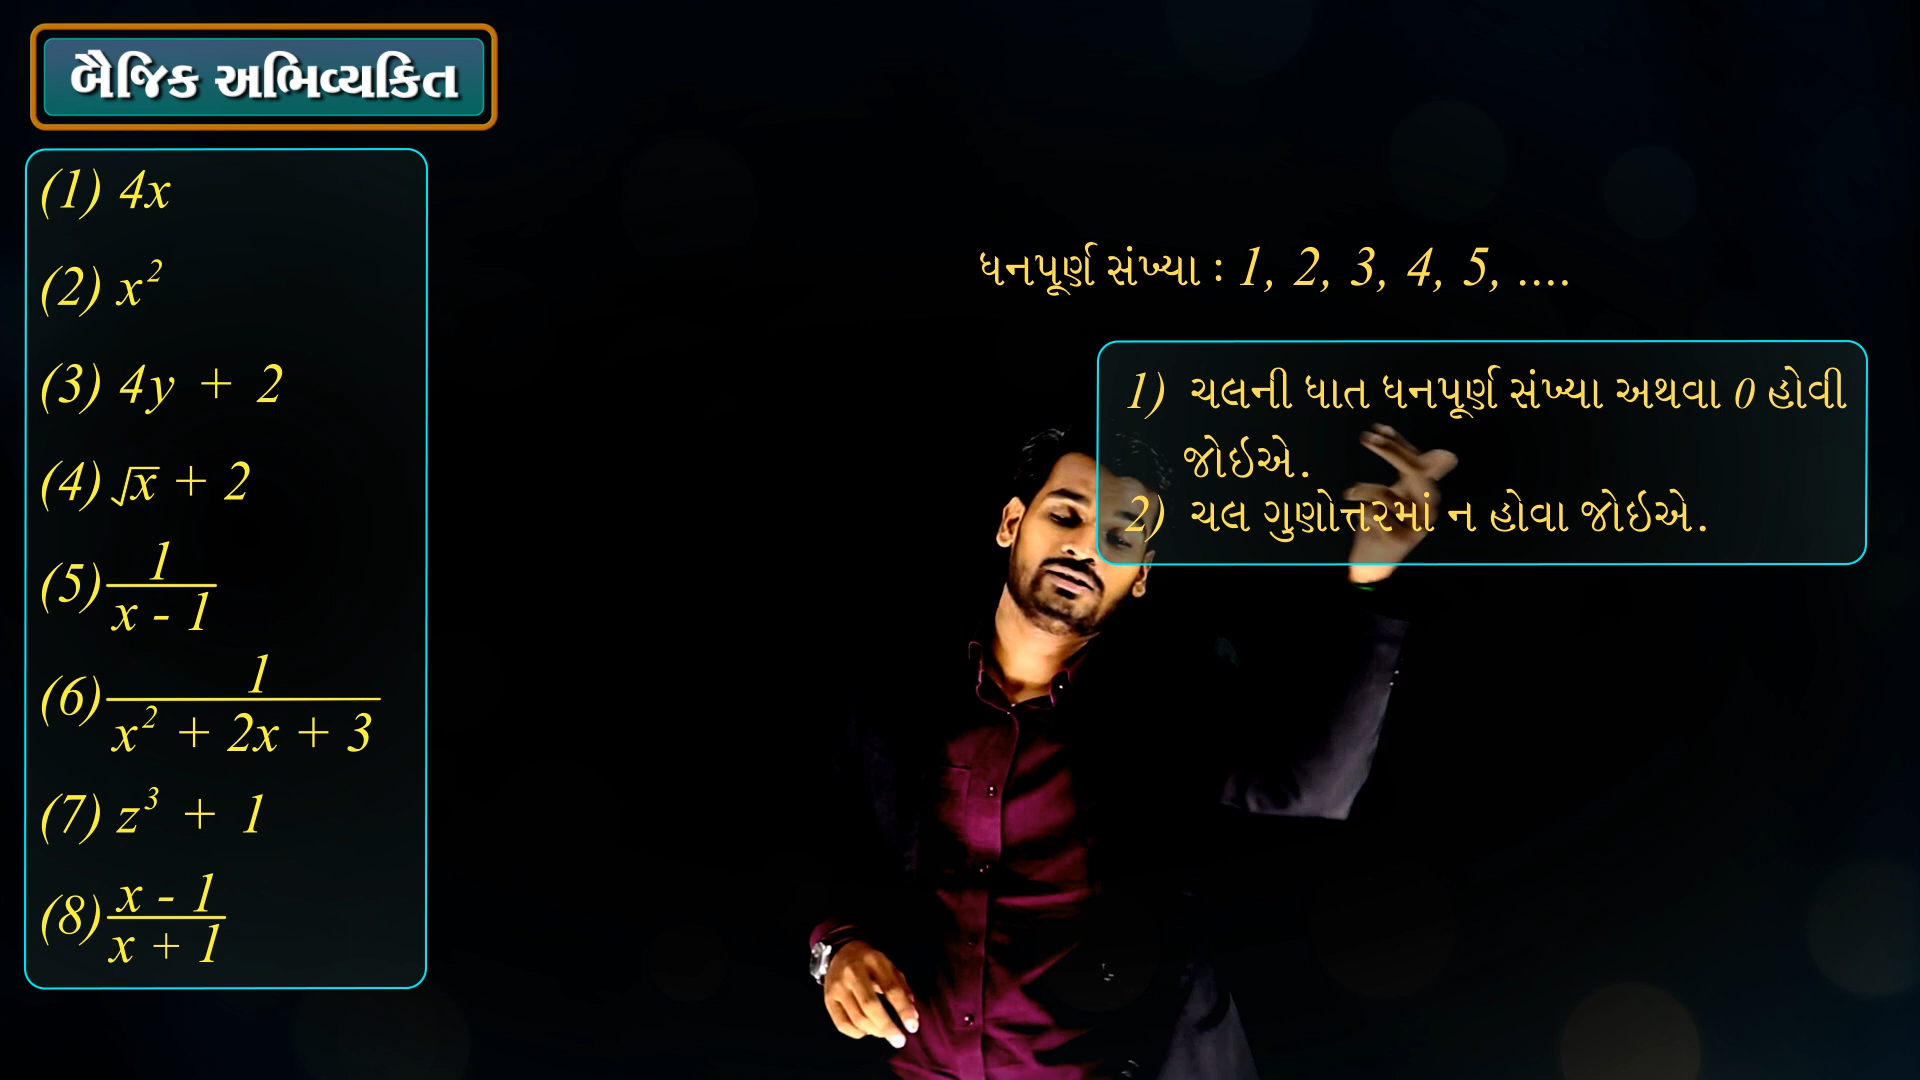 બૈજિક અભિવ્યકિત
(1) 4x
(2) x²
(3) 4y + 2
(4) √x + 2
(5) 1 / (x - 1)
(6) 1 / (x² + 2x + 3)
(7) z³ + 1
(8) (x - 1) / (x + 1)
ધનપૂર્ણ સંખ્યા : 1, 2, 3, 4, 5, ....
1) ચલની ઘાત ધનપૂર્ણ સંખ્યા અથવા 0 હોવી
જોઇએ.
2) ચલ ગુણોત્તરમાં ન હોવા જોઇએ.